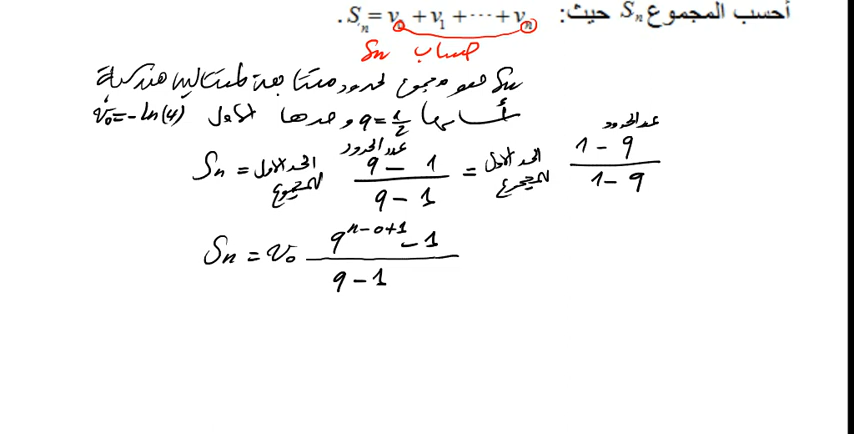 أحسب المجموع Sₙ حيث: Sₙ = v₀ + v₁ + ⋯ + vₙ .
حساب Sₙ
Sₙ هو مجموع لحدود متتابعة لمتتالية هندسية
أساسها q = 1/2 وحدها الأول v₀ = -ln(4)
Sₙ = الحد الأول للمجموع (q^عدد الحدود - 1)/(q - 1) = الحد الأول للمجموع (1 - q^عدد الحدود)/(1 - q)
Sₙ = v₀ (q^(n-0+1) - 1)/(q - 1)